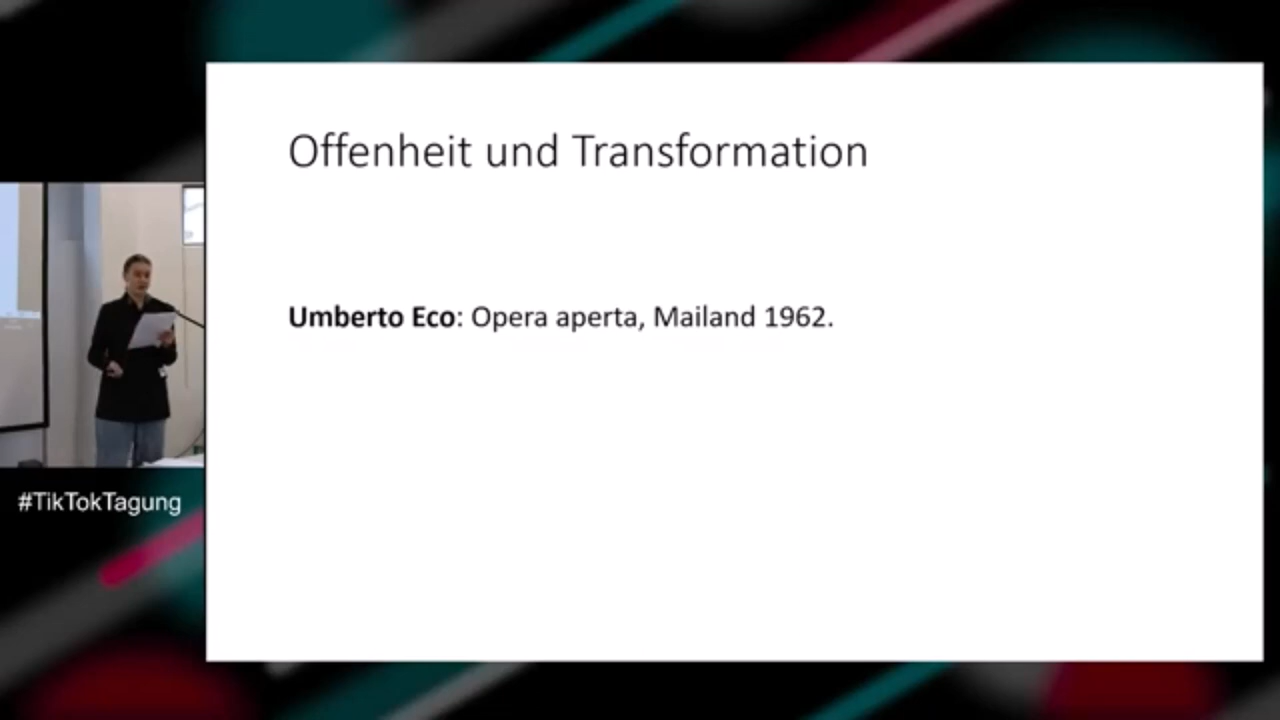 Offenheit und Transformation
Umberto Eco: Opera aperta, Mailand 1962.
#TikTokTagung